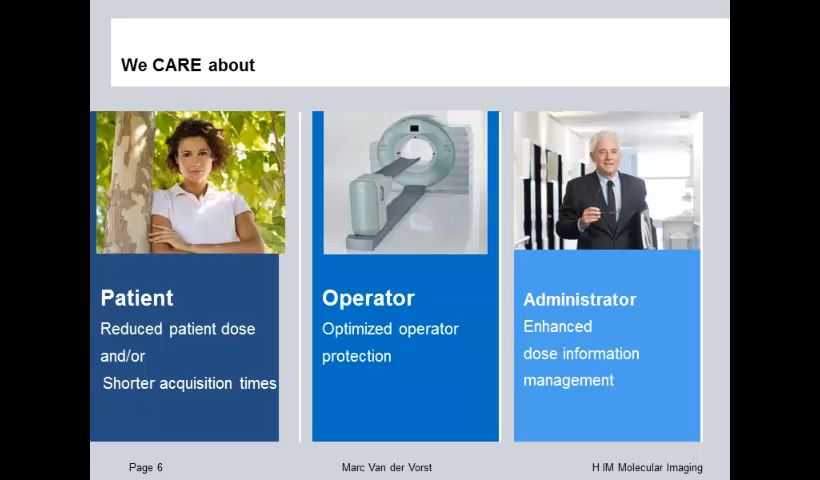 We CARE about
Patient
Reduced patient dose
and/or
Shorter acquisition times
Operator
Optimized operator
protection
Administrator
Enhanced
dose information
management
Page 6
Marc Van der Vorst
H IM Molecular Imaging